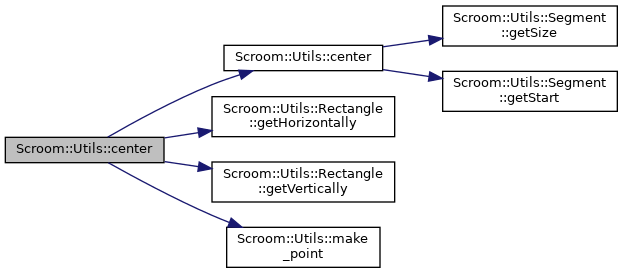 Scroom::Utils::center
Scroom::Utils::center
Scroom::Utils::Segment
::getSize
Scroom::Utils::Segment
::getStart
Scroom::Utils::Rectangle
::getHorizontally
Scroom::Utils::Rectangle
::getVertically
Scroom::Utils::make
_point